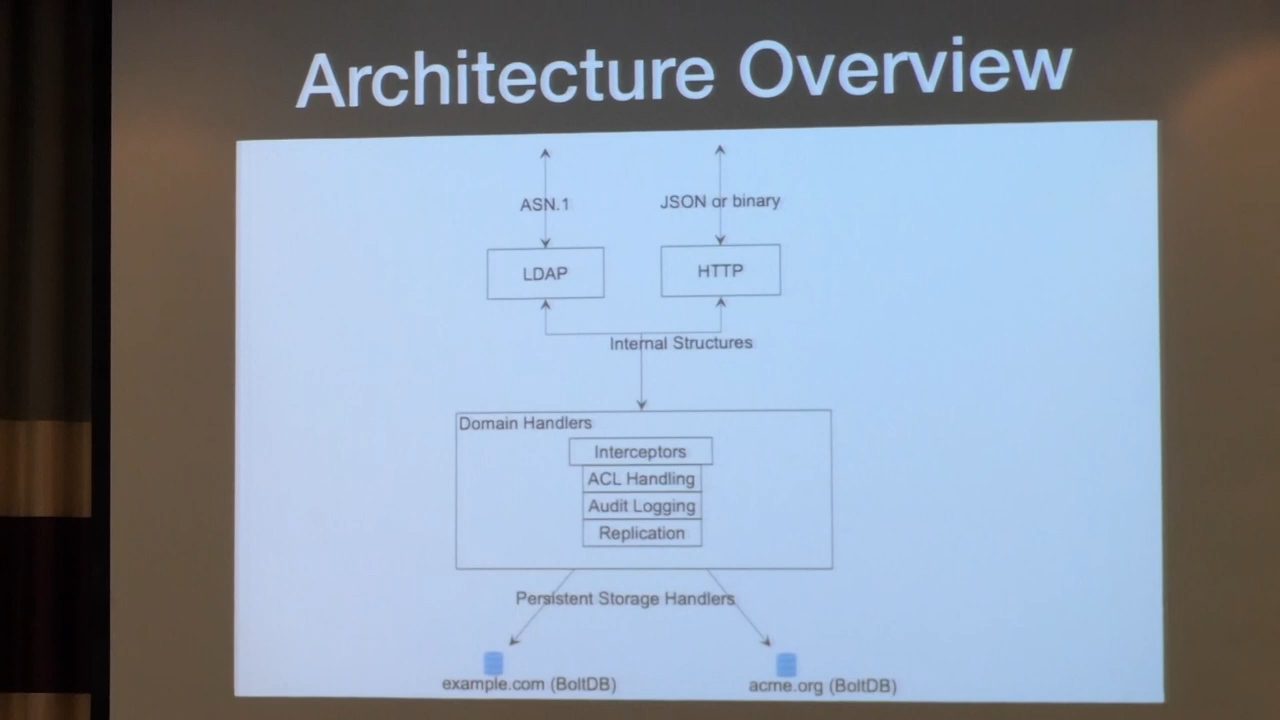 Architecture Overview
ASN.1
JSON or binary
LDAP
HTTP
Internal Structures
Domain Handlers
Interceptors
ACL Handling
Audit Logging
Replication
Persistent Storage Handlers
example.com (BoltDB)
acme.org (BoltDB)